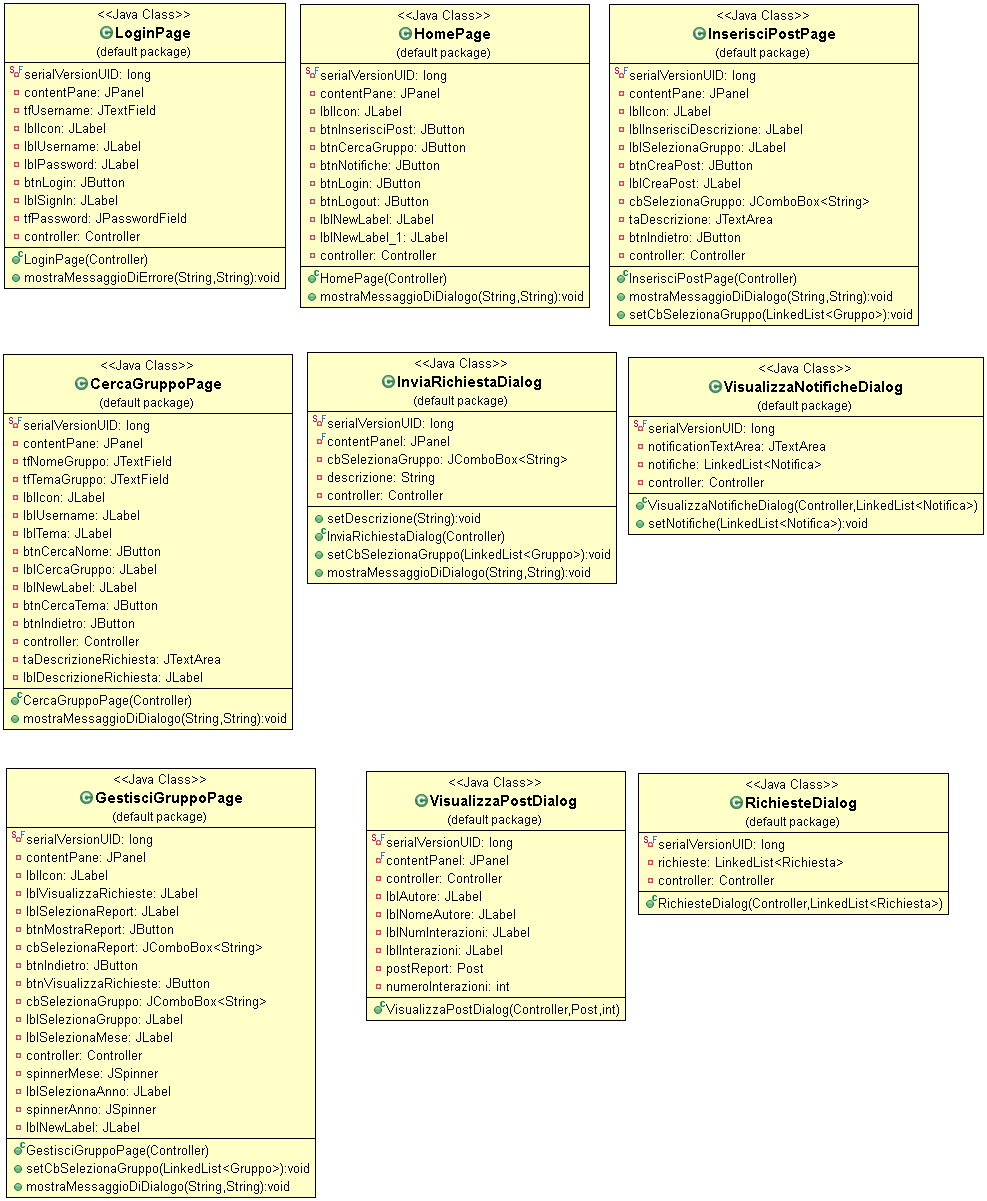 <<Java Class>>
LoginPage
(default package)
serialVersionUID: long
contentPane: JPanel
tfUsername: JTextField
lblIcon: JLabel
lblUsername: JLabel
lblPassword: JLabel
btnLogin: JButton
lblSignIn: JLabel
tfPassword: JPasswordField
controller: Controller
LoginPage(Controller)
mostraMessaggioDiErrore(String,String):void
<<Java Class>>
HomePage
(default package)
serialVersionUID: long
contentPane: JPanel
lblIcon: JLabel
btnInserisciPost: JButton
btnCercaGruppo: JButton
btnNotifiche: JButton
btnLogin: JButton
btnLogout: JButton
lblNewLabel: JLabel
lblNewLabel_1: JLabel
controller: Controller
HomePage(Controller)
mostraMessaggioDiDialogo(String,String):void
<<Java Class>>
InserisciPostPage
(default package)
serialVersionUID: long
contentPane: JPanel
lblIcon: JLabel
lblInserisciDescrizione: JLabel
lblSelezionaGruppo: JLabel
btnCreaPost: JButton
lblCreaPost: JLabel
cbSelezionaGruppo: JComboBox<String>
taDescrizione: JTextArea
btnIndietro: JButton
controller: Controller
InserisciPostPage(Controller)
mostraMessaggioDiDialogo(String,String):void
setCbSelezionaGruppo(LinkedList<Gruppo>):void
<<Java Class>>
CercaGruppoPage
(default package)
serialVersionUID: long
contentPane: JPanel
tfNomeGruppo: JTextField
tfTemaGruppo: JTextField
lblIcon: JLabel
lblUsername: JLabel
lblTema: JLabel
btnCercaNome: JButton
lblCercaGruppo: JLabel
lblNewLabel: JLabel
btnCercaTema: JButton
btnIndietro: JButton
controller: Controller
taDescrizioneRichiesta: JTextArea
lblDescrizioneRichiesta: JLabel
CercaGruppoPage(Controller)
mostraMessaggioDiDialogo(String,String):void
<<Java Class>>
InviaRichiestaDialog
(default package)
serialVersionUID: long
contentPanel: JPanel
cbSelezionaGruppo: JComboBox<String>
descrizione: String
controller: Controller
setDescrizione(String):void
InviaRichiestaDialog(Controller)
setCbSelezionaGruppo(LinkedList<Gruppo>):void
mostraMessaggioDiDialogo(String,String):void
<<Java Class>>
VisualizzaNotificheDialog
(default package)
serialVersionUID: long
notificationTextArea: JTextArea
notifiche: LinkedList<Notifica>
controller: Controller
VisualizzaNotificheDialog(Controller,LinkedList<Notifica>)
setNotifiche(LinkedList<Notifica>):void
<<Java Class>>
GestisciGruppoPage
(default package)
serialVersionUID: long
contentPane: JPanel
lblIcon: JLabel
lblVisualizzaRichieste: JLabel
lblSelezionaReport: JLabel
btnMostraReport: JButton
cbSelezionaReport: JComboBox<String>
btnIndietro: JButton
btnVisualizzaRichieste: JButton
cbSelezionaGruppo: JComboBox<String>
lblSelezionaGruppo: JLabel
lblSelezionaMese: JLabel
controller: Controller
spinnerMese: JSpinner
lblSelezionaAnno: JLabel
spinnerAnno: JSpinner
lblNewLabel: JLabel
GestisciGruppoPage(Controller)
setCbSelezionaGruppo(LinkedList<Gruppo>):void
mostraMessaggioDiDialogo(String,String):void
<<Java Class>>
VisualizzaPostDialog
(default package)
serialVersionUID: long
contentPanel: JPanel
controller: Controller
lblAutore: JLabel
lblNomeAutore: JLabel
lblNumInterazioni: JLabel
lblInterazioni: JLabel
postReport: Post
numeroInterazioni: int
VisualizzaPostDialog(Controller,Post,int)
<<Java Class>>
RichiesteDialog
(default package)
serialVersionUID: long
richieste: LinkedList<Richiesta>
controller: Controller
RichiesteDialog(Controller,LinkedList<Richiesta>)